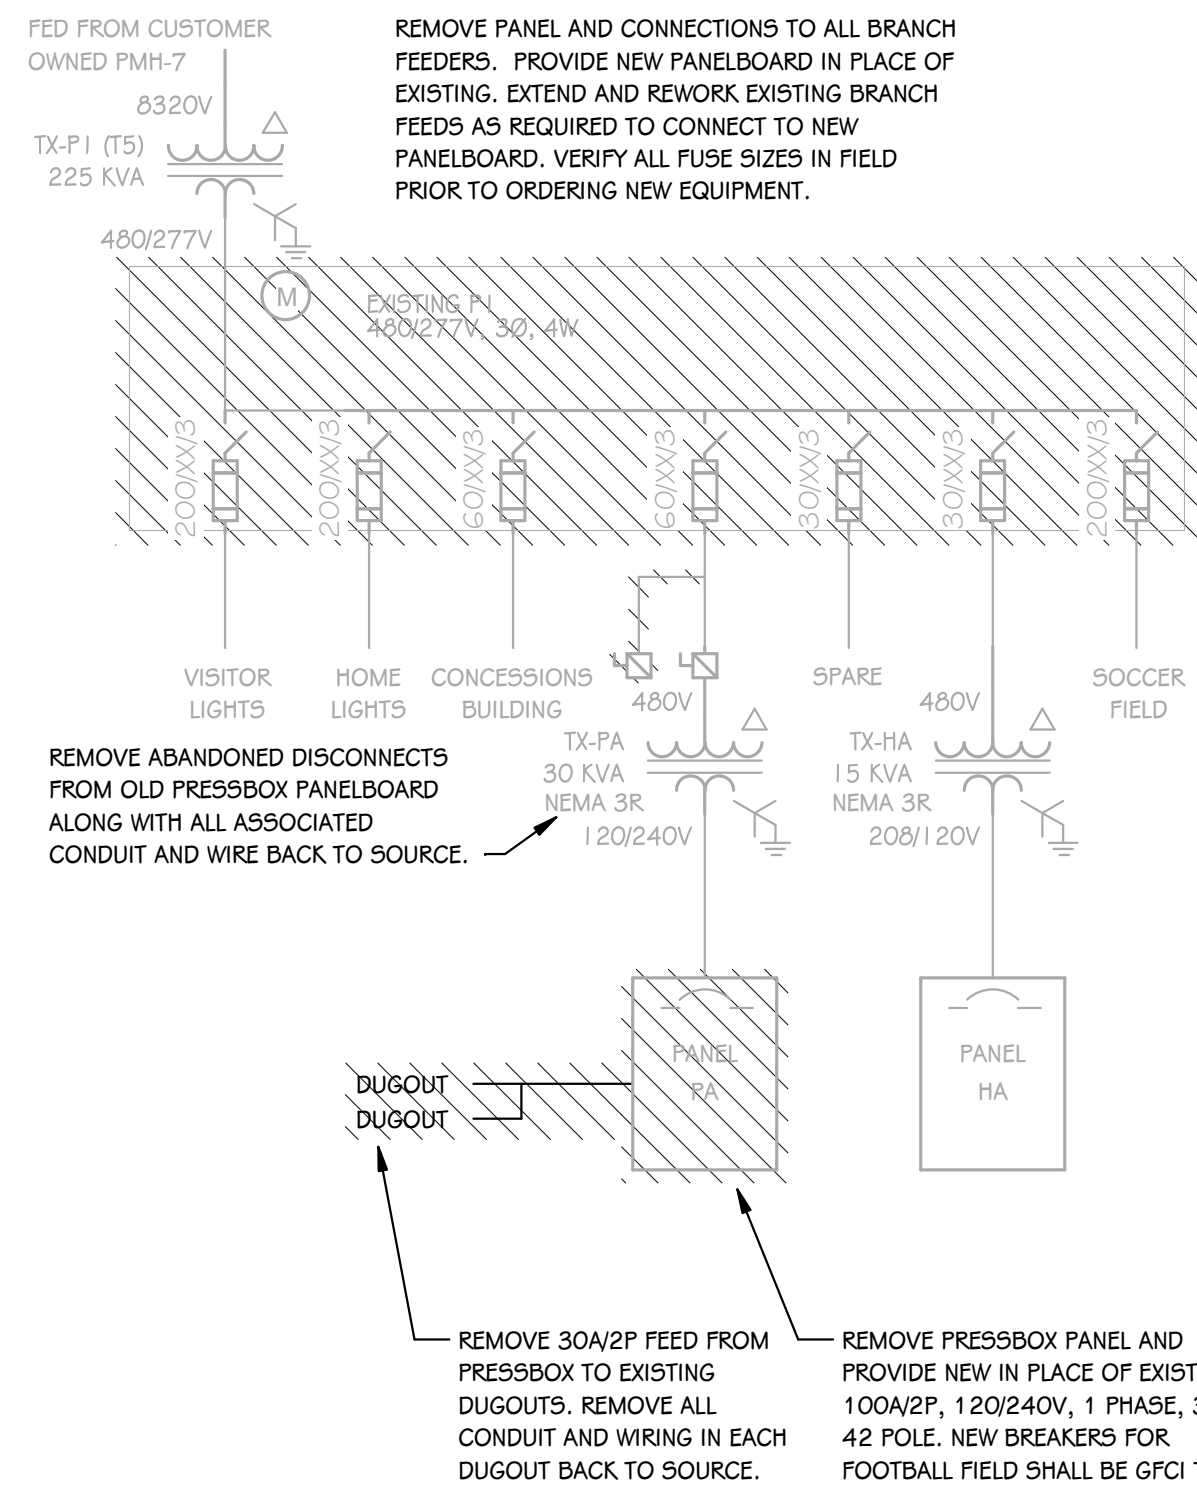 FED FROM CUSTOMER
OWNED PMH-7
8320V
TX-P1 (T5)
225 KVA
480/277V
REMOVE PANEL AND CONNECTIONS TO ALL BRANCH
FEEDERS. PROVIDE NEW PANELBOARD IN PLACE OF
EXISTING. EXTEND AND REWORK EXISTING BRANCH
FEEDS AS REQUIRED TO CONNECT TO NEW
PANELBOARD. VERIFY ALL FUSE SIZES IN FIELD
PRIOR TO ORDERING NEW EQUIPMENT.
M
EXISTING P1
480/277V, 3Ø, 4W
200/XX/3
200/XX/3
60/XX/3
60/XX/3
30/XX/3
30/XX/3
200/XX/3
VISITOR
LIGHTS
HOME
LIGHTS
CONCESSIONS
BUILDING
SPARE
SOCCER
FIELD
480V
TX-PA
30 KVA
NEMA 3R
120/240V
480V
TX-HA
15 KVA
NEMA 3R
208/120V
REMOVE ABANDONED DISCONNECTS
FROM OLD PRESSBOX PANELBOARD
ALONG WITH ALL ASSOCIATED
CONDUIT AND WIRE BACK TO SOURCE.
PANEL
PA
PANEL
HA
DUGOUT
DUGOUT
REMOVE 30A/2P FEED FROM
PRESSBOX TO EXISTING
DUGOUTS. REMOVE ALL
CONDUIT AND WIRING IN EACH
DUGOUT BACK TO SOURCE.
REMOVE PRESSBOX PANEL AND
PROVIDE NEW IN PLACE OF EXIST
100A/2P, 120/240V, 1 PHASE,
42 POLE. NEW BREAKERS FOR
FOOTBALL FIELD SHALL BE GFCI